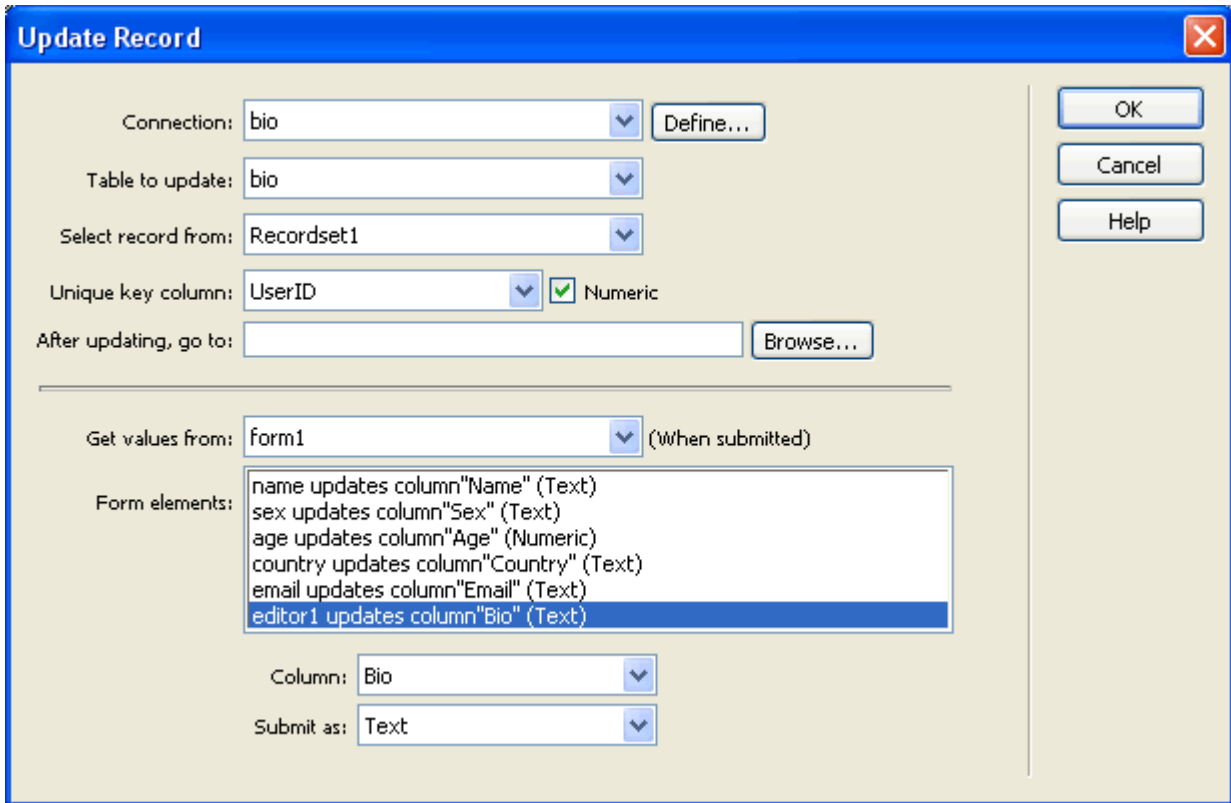 Update Record
Connection: bio Define... OK
Table to update: bio Cancel
Select record from: Recordset1 Help
Unique key column: UserID Numeric
After updating, go to: Browse...
Get values from: form1 (When submitted)
Form elements: name updates column"Name" (Text)
sex updates column"Sex" (Text)
age updates column"Age" (Numeric)
country updates column"Country" (Text)
email updates column"Email" (Text)
editor1 updates column"Bio" (Text)
Column: Bio
Submit as: Text